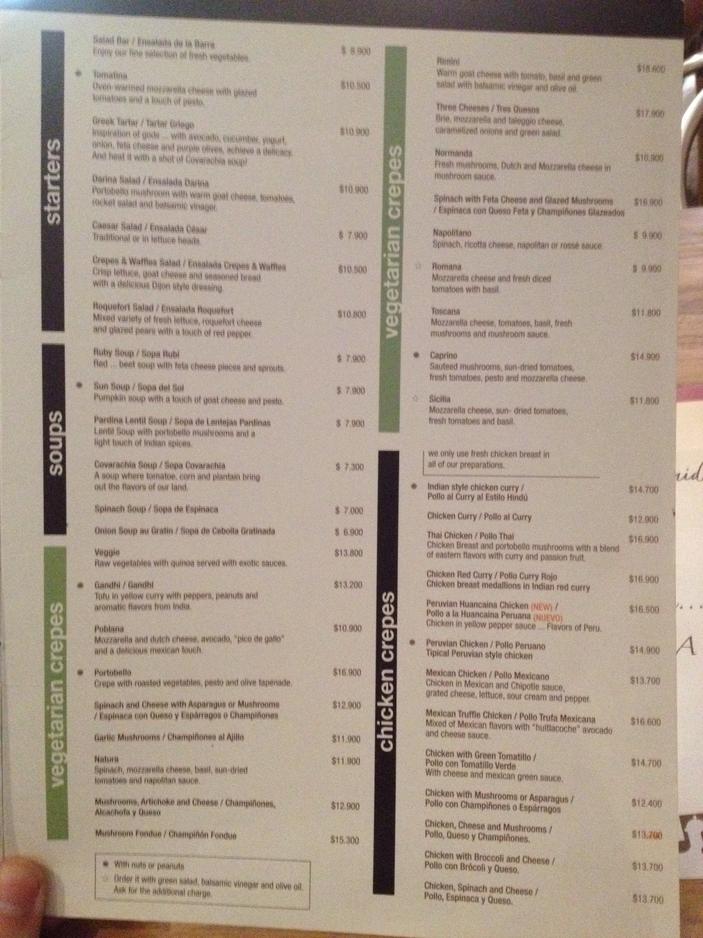 starters
Salad Bar / Ensalada de la Barra $ 8.900
Enjoy our fine selection of fresh vegetables.
Tomatina $10.500
Oven-warmed mozzarella cheese with glazed
tomatoes and a touch of pesto.
Greek Tartar / Tartar Griego $10.900
Inspiration of gods ... with avocado, cucumber, yogurt,
onion, feta cheese and purple olives, achieve a delicacy.
And heat it with a shot of Covarachia soup!
Darina Salad / Ensalada Darina $10.900
Portobello mushroom with warm goat cheese, tomatoes,
rocket salad and balsamic vinager.
Caesar Salad / Ensalada César $ 7.900
Traditional or in lettuce heads.
Crepes & Waffles Salad / Ensalada Crepes & Waffles $10.500
Crisp lettuce, goat cheese and seasoned bread
with a delicious Dijon style dressing.
Roquefort Salad / Ensalada Roquefort $10.800
Mixed variety of fresh lettuce, roquefort cheese
and glazed pears with a touch of red pepper.
soups
Ruby Soup / Sopa Rubí $ 7.900
Red ... beet soup with feta cheese pieces and sprouts.
Sun Soup / Sopa del Sol $ 7.900
Pumpkin soup with a touch of goat cheese and pesto.
Pardina Lentil Soup / Sopa de Lentejas Pardinas $ 7.900
Lentil Soup with portobello mushrooms and a
light touch of Indian spices.
Covarachia Soup / Sopa Covarachia $ 7.300
A soup where tomatoe, corn and plantain bring
out the flavors of our land.
Spinach Soup / Sopa de Espinaca $ 7.000
Onion Soup au Gratin / Sopa de Cebolla Gratinada $ 6.900
vegetarian crepes
Veggie $13.800
Raw vegetables with quinoa served with exotic sauces.
Gandhi / Gandhi $13.200
Tofu in yellow curry with peppers, peanuts and
aromatic flavors from India.
Poblana $10.900
Mozzarella and dutch cheese, avocado, "pico de gallo"
and a delicious mexican touch.
Portobello $16.900
Crepe with roasted vegetables, pesto and olive tapenade.
Spinach and Cheese with Asparagus or Mushrooms $12.900
/ Espinaca con Queso y Espárragos o Champiñones
Garlic Mushrooms / Champiñones al Ajillo $11.900
Natura $11.900
Spinach, mozzarella cheese, basil, sun-dried
tomatoes and napolitan sauce.
Mushrooms, Artichoke and Cheese / Champiñones, $12.900
Alcachofa y Queso
Mushroom Fondue / Champiñón Fondue $15.300
With nuts or peanuts
Order it with green salad, balsamic vinegar and olive oil.
Ask for the additional charge.
vegetarian crepes
Rimini $18.600
Warm goat cheese with tomato, basil and green
salad with balsamic vinegar and olive oil.
Three Cheeses / Tres Quesos $17.900
Brie, mozzarella and taleggio cheese,
caramelized onions and green salad.
Normanda $16.900
Fresh mushrooms, Dutch and Mozzarella cheese in
mushroom sauce.
Spinach with Feta Cheese and Glazed Mushrooms $16.900
/ Espinaca con Queso Feta y Champiñones Glazeados
Napolitano $ 9.900
Spinach, ricotta cheese, napolitan or rossé sauce.
Romana $ 9.900
Mozzarella cheese and fresh diced
tomatoes with basil.
Toscana $11.800
Mozzarella cheese, tomatoes, basil, fresh
mushrooms and mushroom sauce.
Caprino $14.900
Sauteed mushrooms, sun-dried tomatoes,
fresh tomatoes, pesto and mozzarella cheese.
Sicilia $11.800
Mozzarella cheese, sun- dried tomatoes,
fresh tomatoes and basil.
chicken crepes
we only use fresh chicken breast in
all of our preparations.
Indian style chicken curry / $14.700
Pollo al Curry al Estilo Hindú
Chicken Curry / Pollo al Curry $12.900
Thai Chicken / Pollo Thai $16.900
Chicken Breast and portobello mushrooms with a blend
of eastern flavors with curry and passion fruit.
Chicken Red Curry / Pollo Curry Rojo $16.900
Chicken breast medallions in Indian red curry
Peruvian Huancaina Chicken (NEW) / $16.500
Pollo a la Huancaina Peruana (NUEVO)
Chicken in yellow pepper sauce ... Flavors of Peru.
Peruvian Chicken / Pollo Peruano $14.900
Tipical Peruvian style chicken
Mexican Chicken / Pollo Mexicano $13.700
Chicken in Mexican and Chipotle sauce,
grated cheese, lettuce, sour cream and pepper.
Mexican Truffle Chicken / Pollo Trufa Mexicana $16.600
Mixed of Mexican flavors with "huitlacoche" avocado
and cheese sauce.
Chicken with Green Tomatillo / $14.700
Pollo con Tomatillo Verde
With cheese and mexican green sauce.
Chicken with Mushrooms or Asparagus / $12.400
Pollo con Champiñones o Espárragos
Chicken, Cheese and Mushrooms / $13.700
Pollo, Queso y Champiñones.
Chicken with Broccoli and Cheese / $13.700
Pollo con Brócoli y Queso.
Chicken, Spinach and Cheese / $13.700
Pollo, Espinaca y Queso.